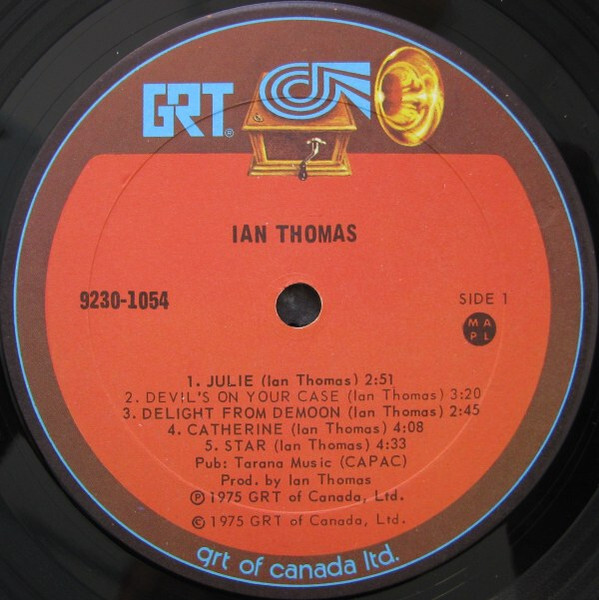 GRT®
IAN THOMAS
9230-1054
SIDE 1
MA
PL
1. JULIE (Ian Thomas) 2:51
2. DEVIL'S ON YOUR CASE (Ian Thomas) 3:20
3. DELIGHT FROM DEMOON (Ian Thomas) 2:45
4. CATHERINE (Ian Thomas) 4:08
5. STAR (Ian Thomas) 4:33
Pub: Tarana Music (CAPAC)
Prod. by Ian Thomas
℗ 1975 GRT of Canada, Ltd.
© 1975 GRT of Canada, Ltd.
grt of canada ltd.